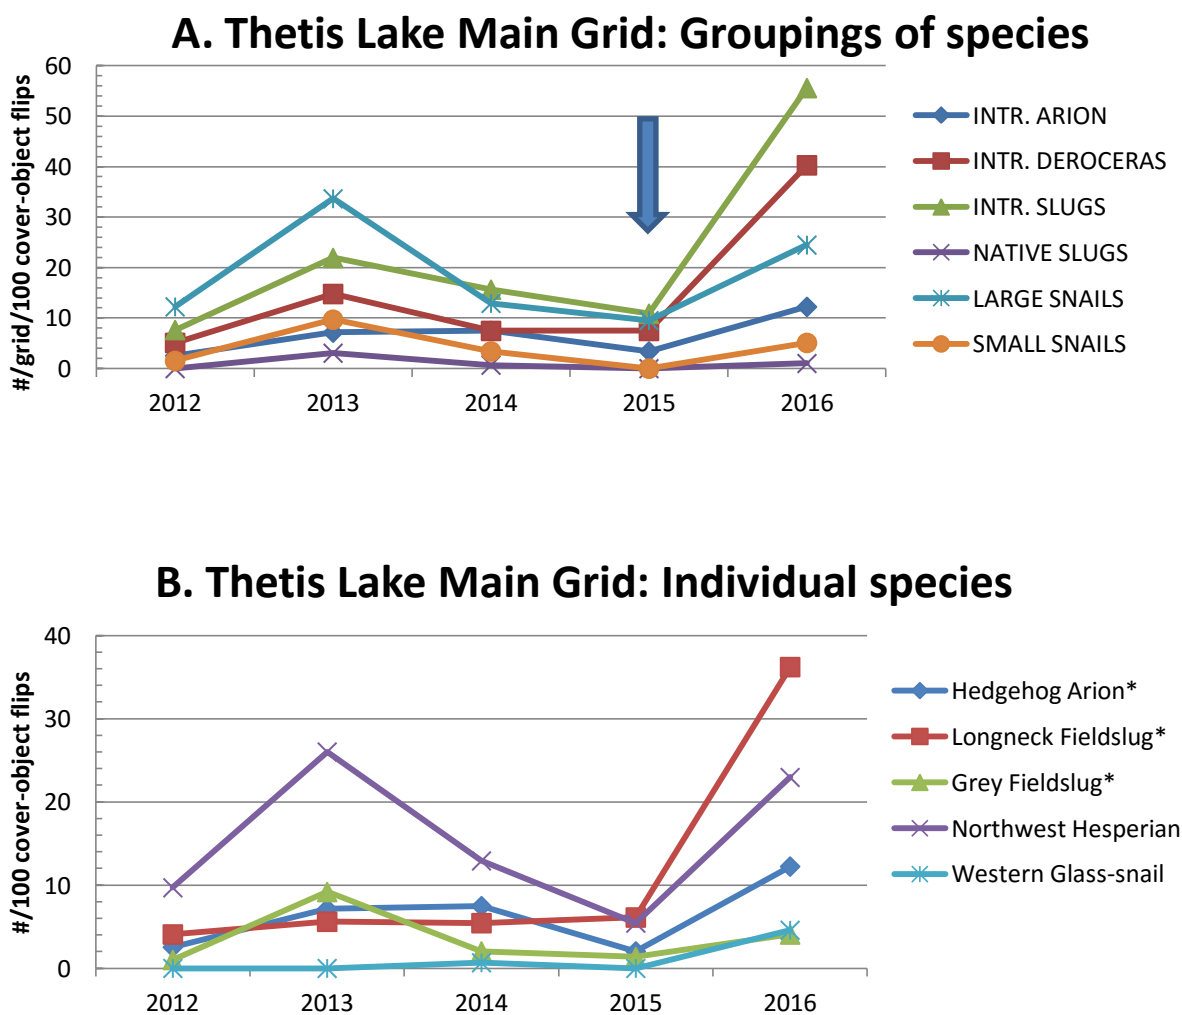 A. Thetis Lake Main Grid: Groupings of species
#/grid/100 cover-object flips
60
50
40
30
20
10
0
2012 2013 2014 2015 2016
INTR. ARION
INTR. DEROCERAS
INTR. SLUGS
NATIVE SLUGS
LARGE SNAILS
SMALL SNAILS
B. Thetis Lake Main Grid: Individual species
#/100 cover-object flips
40
30
20
10
0
2012 2013 2014 2015 2016
Hedgehog Arion*
Longneck Fieldslug*
Grey Fieldslug*
Northwest Hesperian
Western Glass-snail